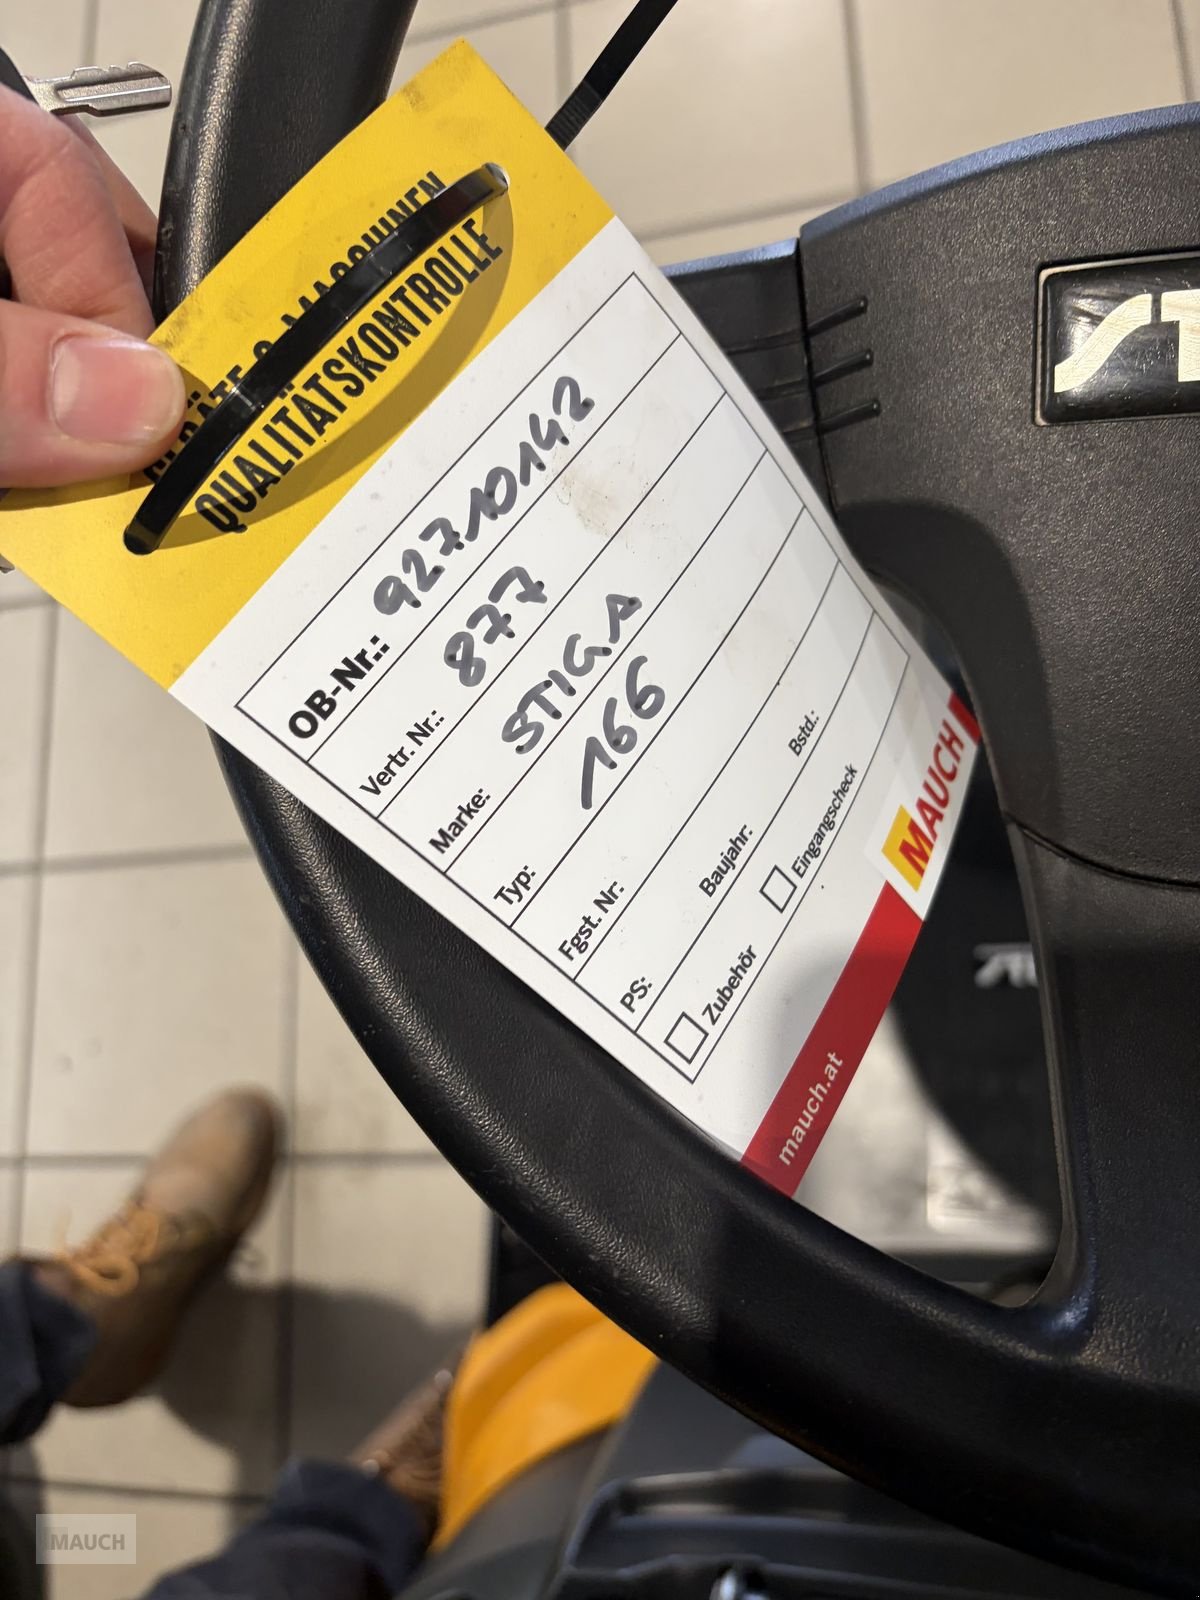 GERÄTE & MASCHINEN
QUALITÄTSKONTROLLE
OB-Nr.: 92710142
Vertr. Nr.: 877
Marke: STIGA
Typ: 166
Fgst. Nr:
PS: Baujahr: Bstd.:
Zubehör Eingangscheck
MAUCH
mauch.at
MAUCH